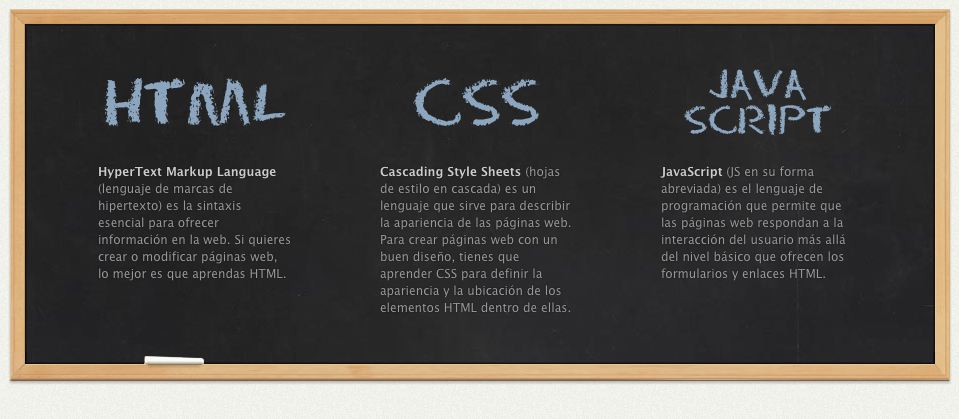 HTML
HyperText Markup Language
(lenguaje de marcas de
hipertexto) es la sintaxis
esencial para ofrecer
información en la web. Si quieres
crear o modificar páginas web,
lo mejor es que aprendas HTML.
CSS
Cascading Style Sheets (hojas
de estilo en cascada) es un
lenguaje que sirve para describir
la apariencia de las páginas web.
Para crear páginas web con un
buen diseño, tienes que
aprender CSS para definir la
apariencia y la ubicación de los
elementos HTML dentro de ellas.
JAVA
SCRIPT
JavaScript (JS en su forma
abreviada) es el lenguaje de
programación que permite que
las páginas web respondan a la
interacción del usuario más allá
del nivel básico que ofrecen los
formularios y enlaces HTML.